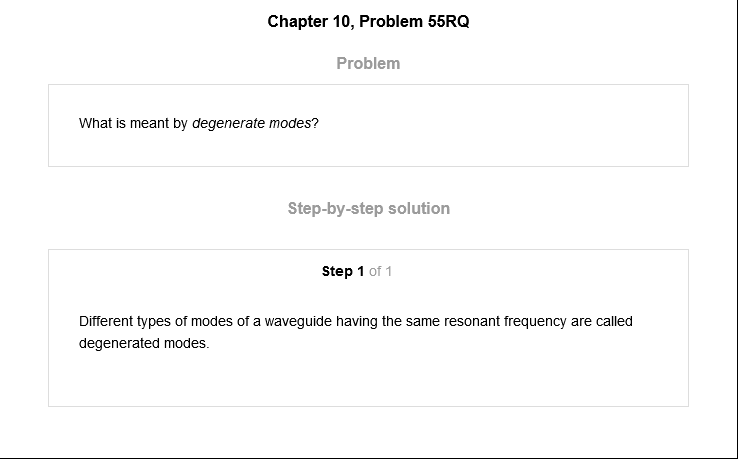 Chapter 10, Problem 55RQ
Problem
What is meant by degenerate modes?
Step-by-step solution
Step 1 of 1
Different types of modes of a waveguide having the same resonant frequency are called
degenerated modes.